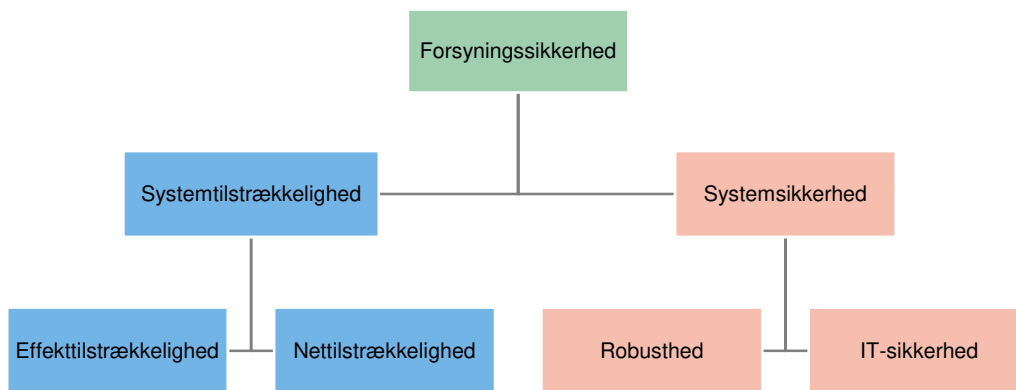 Forsyningssikkerhed
Systemtilstrækkelighed
Systemsikkerhed
Effekttilstrækkelighed
Nettilstrækkelighed
Robusthed
IT-sikkerhed